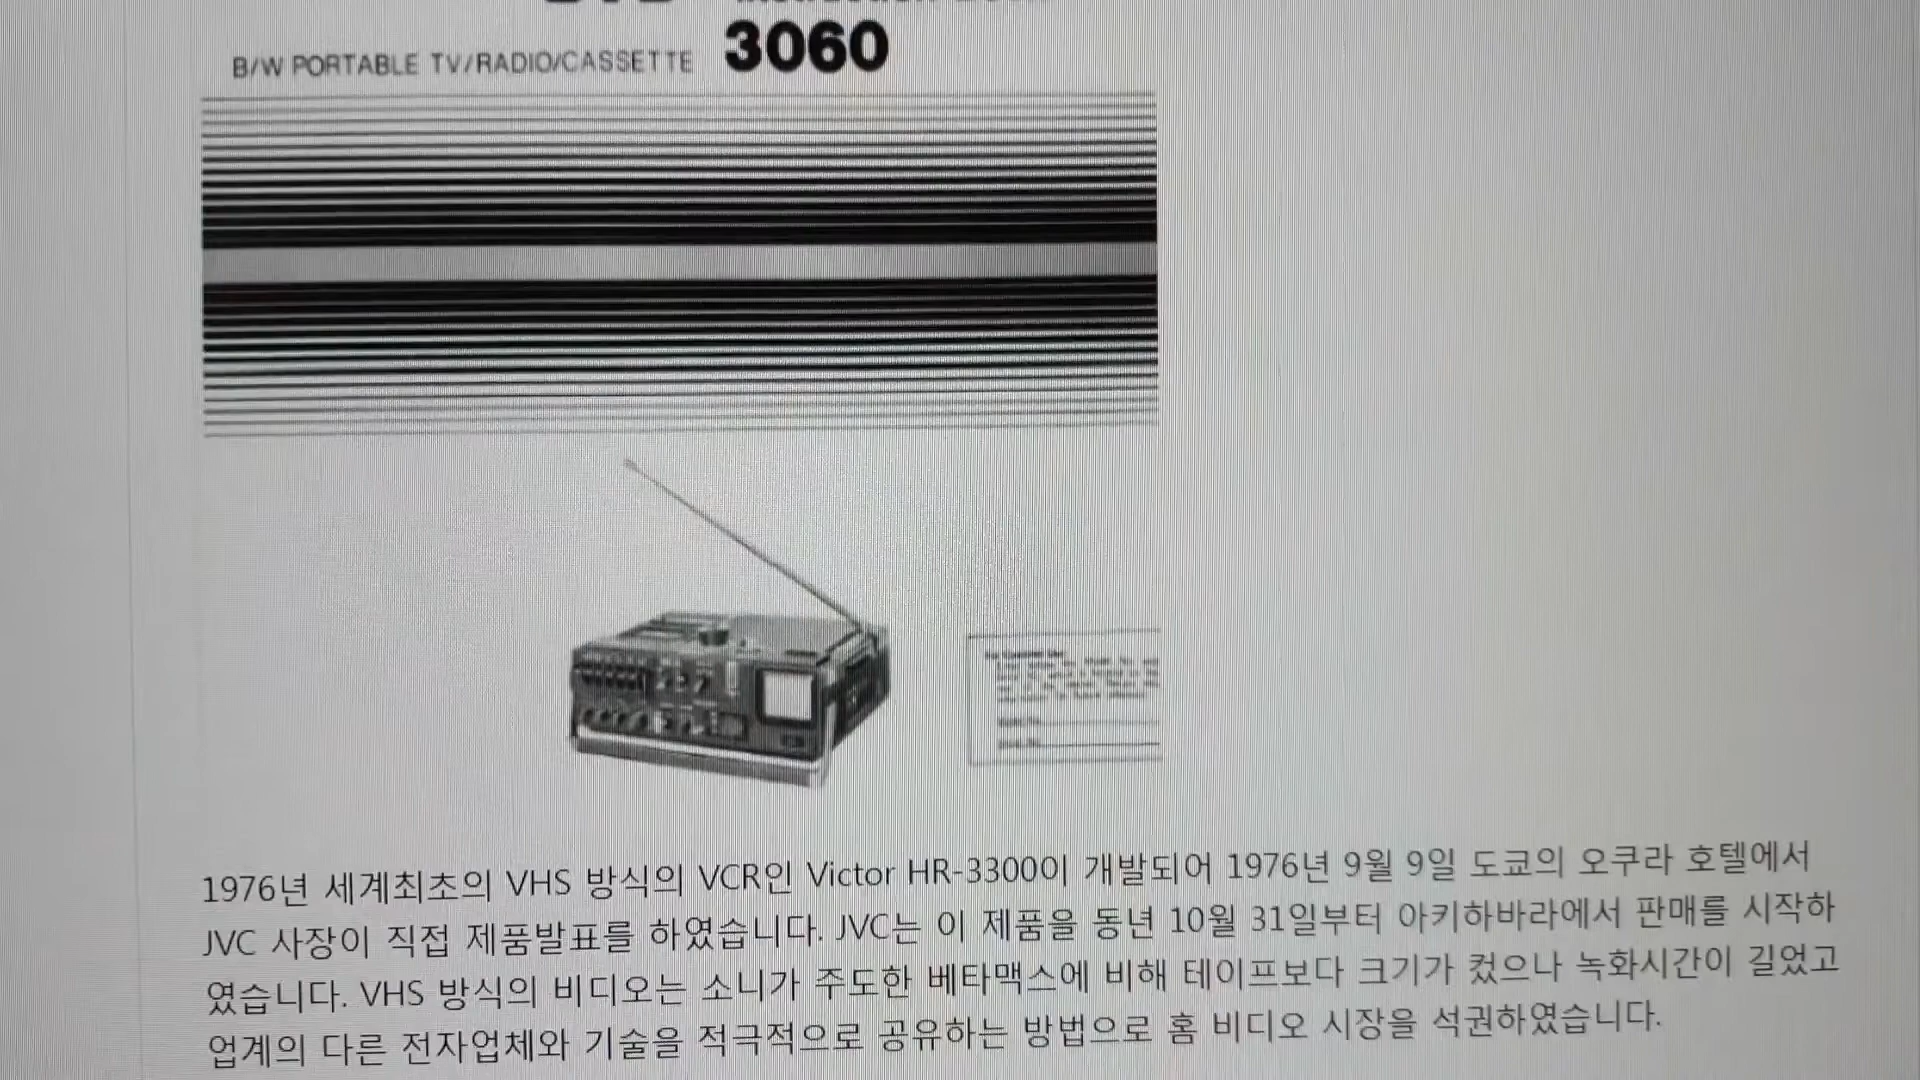 3060
B/W PORTABLE TV/RADIO/CASSETTE
1976년 세계최초의 VHS 방식의 VCR인 Victor HR-3300이 개발되어 1976년 9월 9일 도쿄의 오쿠라 호텔에서
JVC 사장이 직접 제품발표를 하였습니다. JVC는 이 제품을 동년 10월 31일부터 아키하바라에서 판매를 시작하
였습니다. VHS 방식의 비디오는 소니가 주도한 베타맥스에 비해 테이프보다 크기가 컸으나 녹화시간이 길었고
업계의 다른 전자업체와 기술을 적극적으로 공유하는 방법으로 홈 비디오 시장을 석권하였습니다.